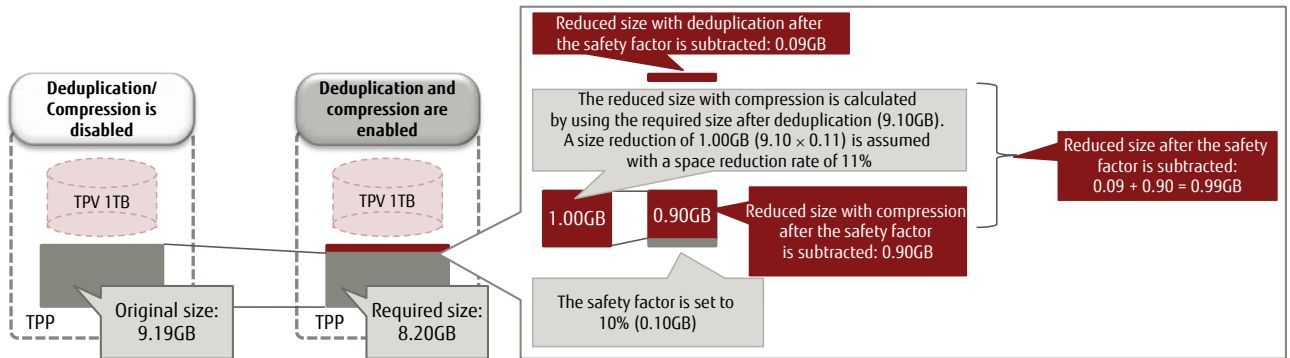 Deduplication/
Compression is
disabled
TPV 1TB
Original size:
9.19GB
TPP
Deduplication and
compression are
enabled
TPV 1TB
Required size:
8.20GB
TPP
Reduced size with deduplication after
the safety factor is subtracted: 0.09GB
The reduced size with compression is calculated
by using the required size after deduplication (9.10GB).
A size reduction of 1.00GB (9.10 × 0.11) is assumed
with a space reduction rate of 11%
1.00GB
0.90GB
Reduced size with compression
after the safety factor
is subtracted: 0.90GB
The safety factor is set to
10% (0.10GB)
Reduced size after the safety
factor is subtracted:
0.09 + 0.90 = 0.99GB